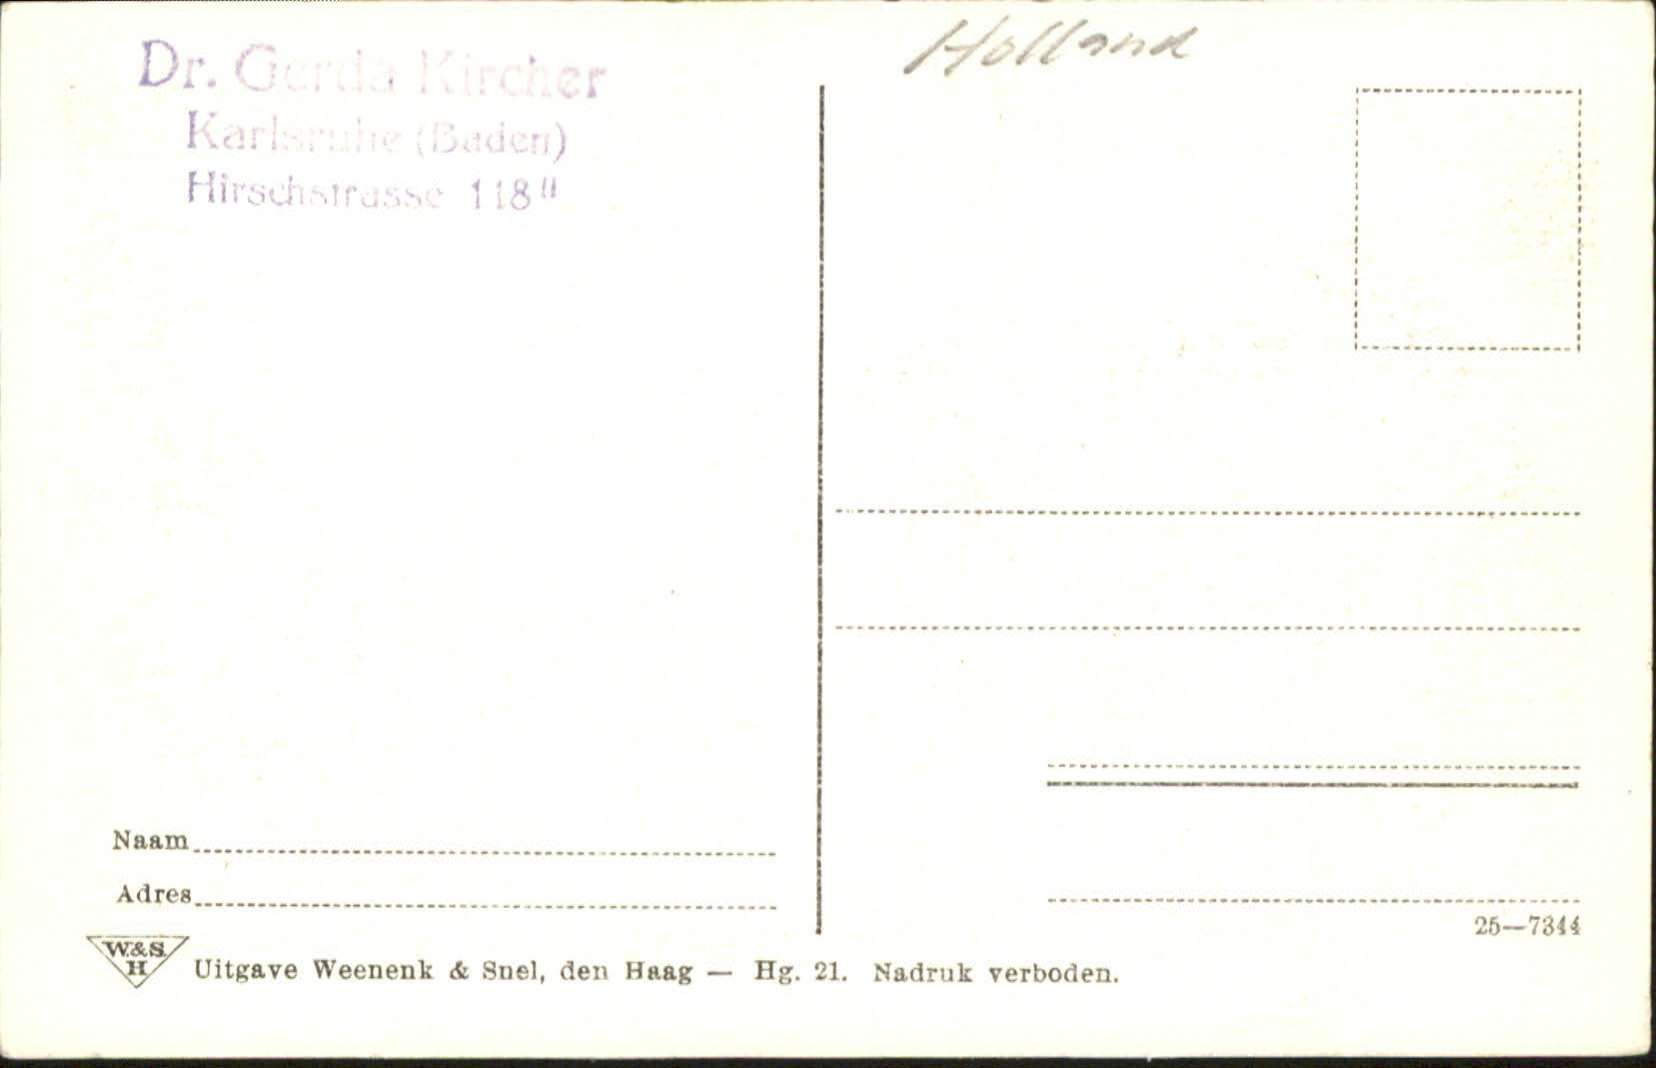 Dr. Gerda Kircher
Karlsruhe (Baden)
Hirschstrasse 118 II
Holland
Naam
Adres
25—7344
W. & S.
H
Uitgave Weenenk & Snel, den Haag — Hg. 21. Nadruk verboden.